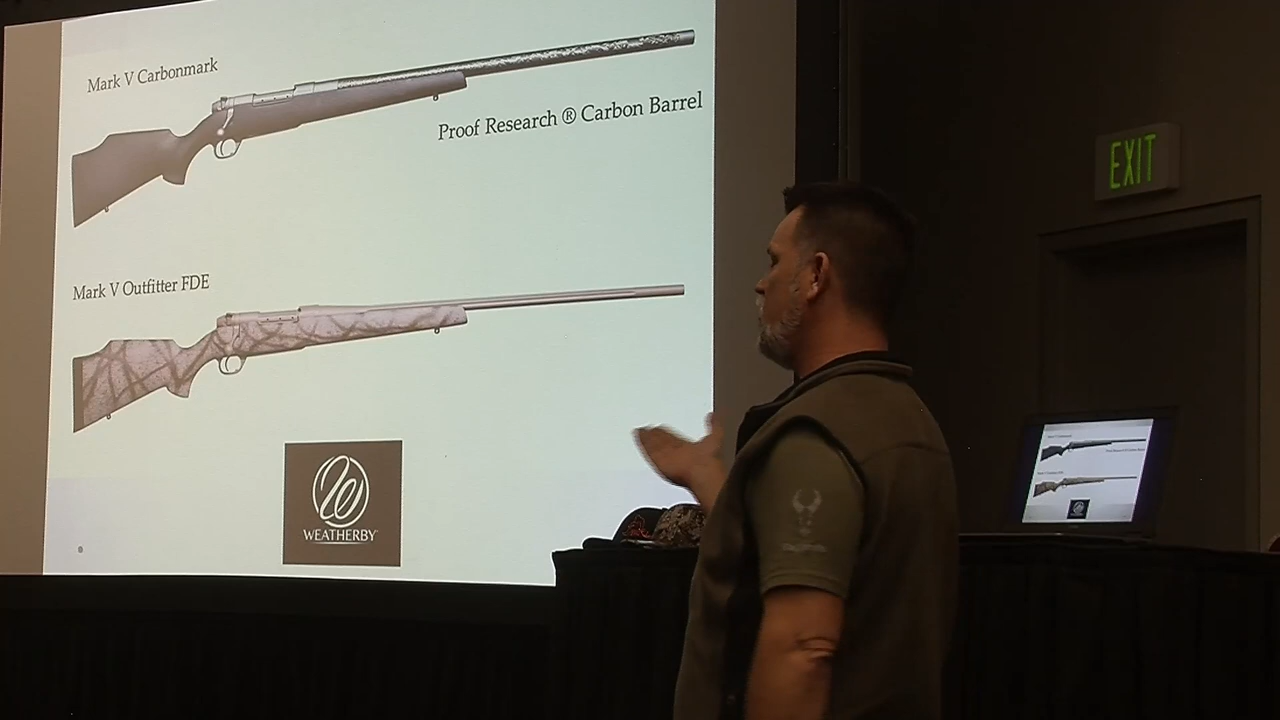 Mark V Carbonmark
Proof Research ® Carbon Barrel
Mark V Outfitter FDE
WEATHERBY
EXIT